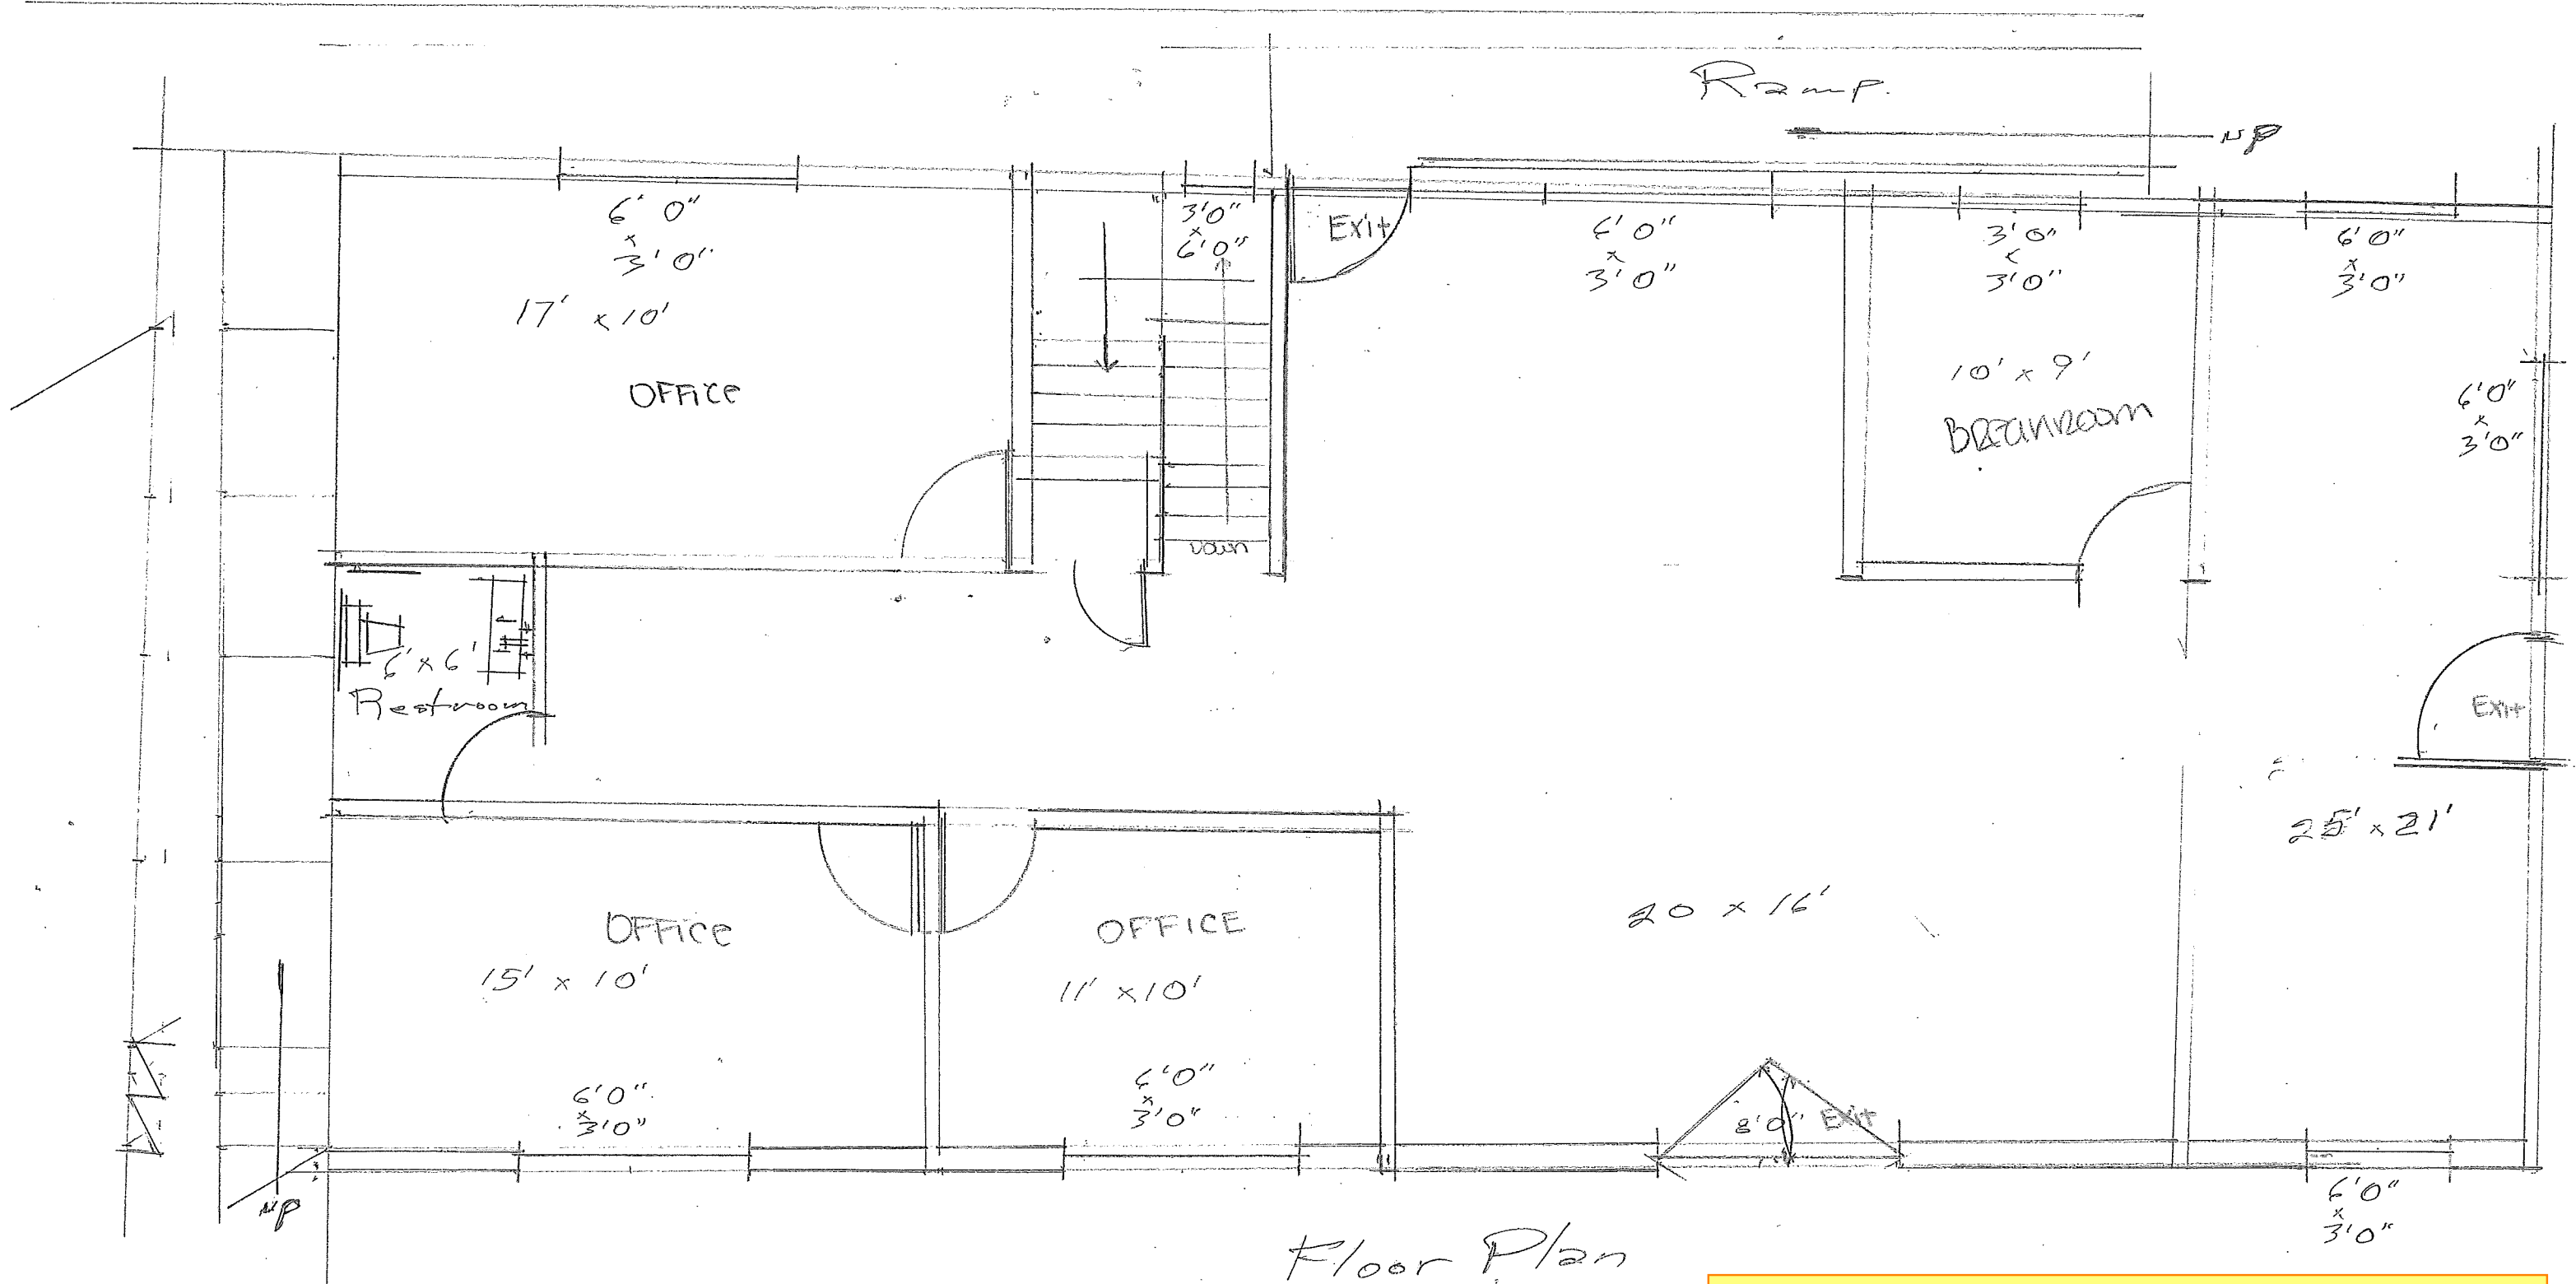 Ramp.
up
6'0"
x
3'0"
17' x 10'
OFFice
3'0"
x
6'0"
Exit
6'0"
x
3'0"
3'0"
x
3'0"
6'0"
x
3'0"
10' x 9'
BREAKROOM
6'0"
x
3'0"
Down
6' x 6'
Restroom
Exit
25' x 21'
20 x 16'
OFFice
15' x 10'
OFFICE
11' x 10'
6'0"
x
3'0"
6'0"
x
3'0"
8'0" Exit
up
6'0"
x
3'0"
Floor Plan